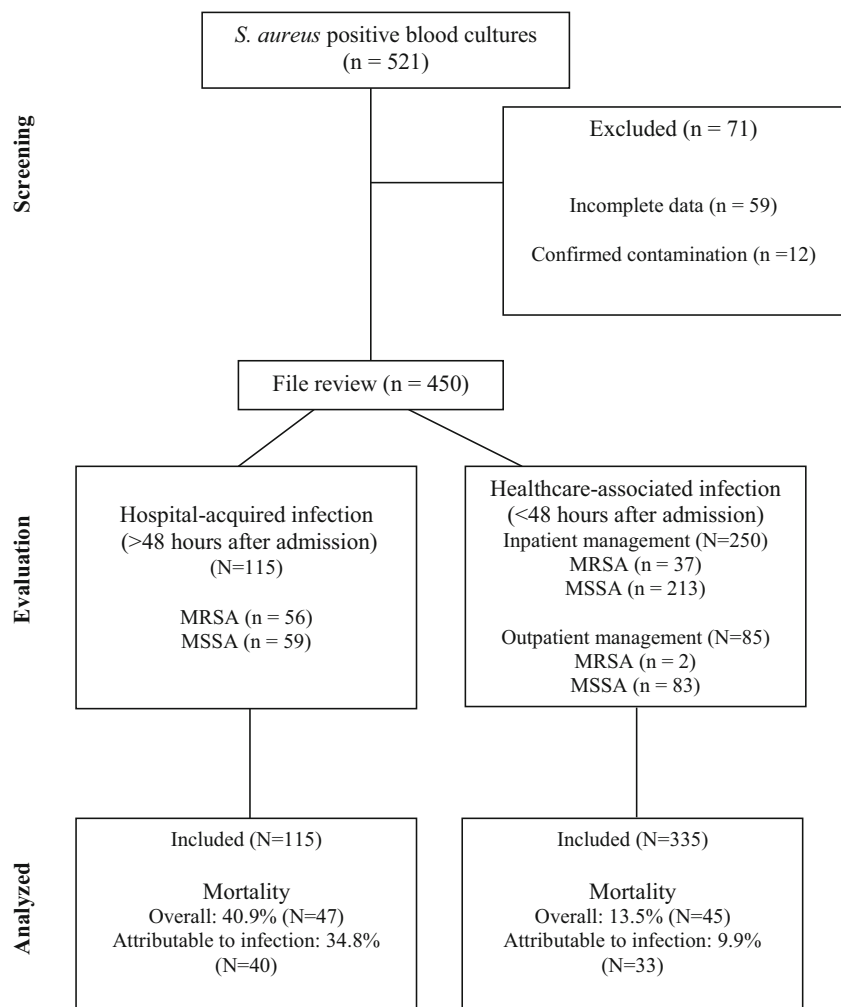 S. aureus positive blood cultures
(n = 521)
Screening
Excluded (n = 71)
Incomplete data (n = 59)
Confirmed contamination (n =12)
File review (n = 450)
Evaluation
Hospital-acquired infection
(>48 hours after admission)
(N=115)
MRSA (n = 56)
MSSA (n = 59)
Healthcare-associated infection
(<48 hours after admission)
Inpatient management (N=250)
MRSA (n = 37)
MSSA (n = 213)
Outpatient management (N=85)
MRSA (n = 2)
MSSA (n = 83)
Analyzed
Included (N=115)
Mortality
Overall: 40.9% (N=47)
Attributable to infection: 34.8%
(N=40)
Included (N=335)
Mortality
Overall: 13.5% (N=45)
Attributable to infection: 9.9%
(N=33)